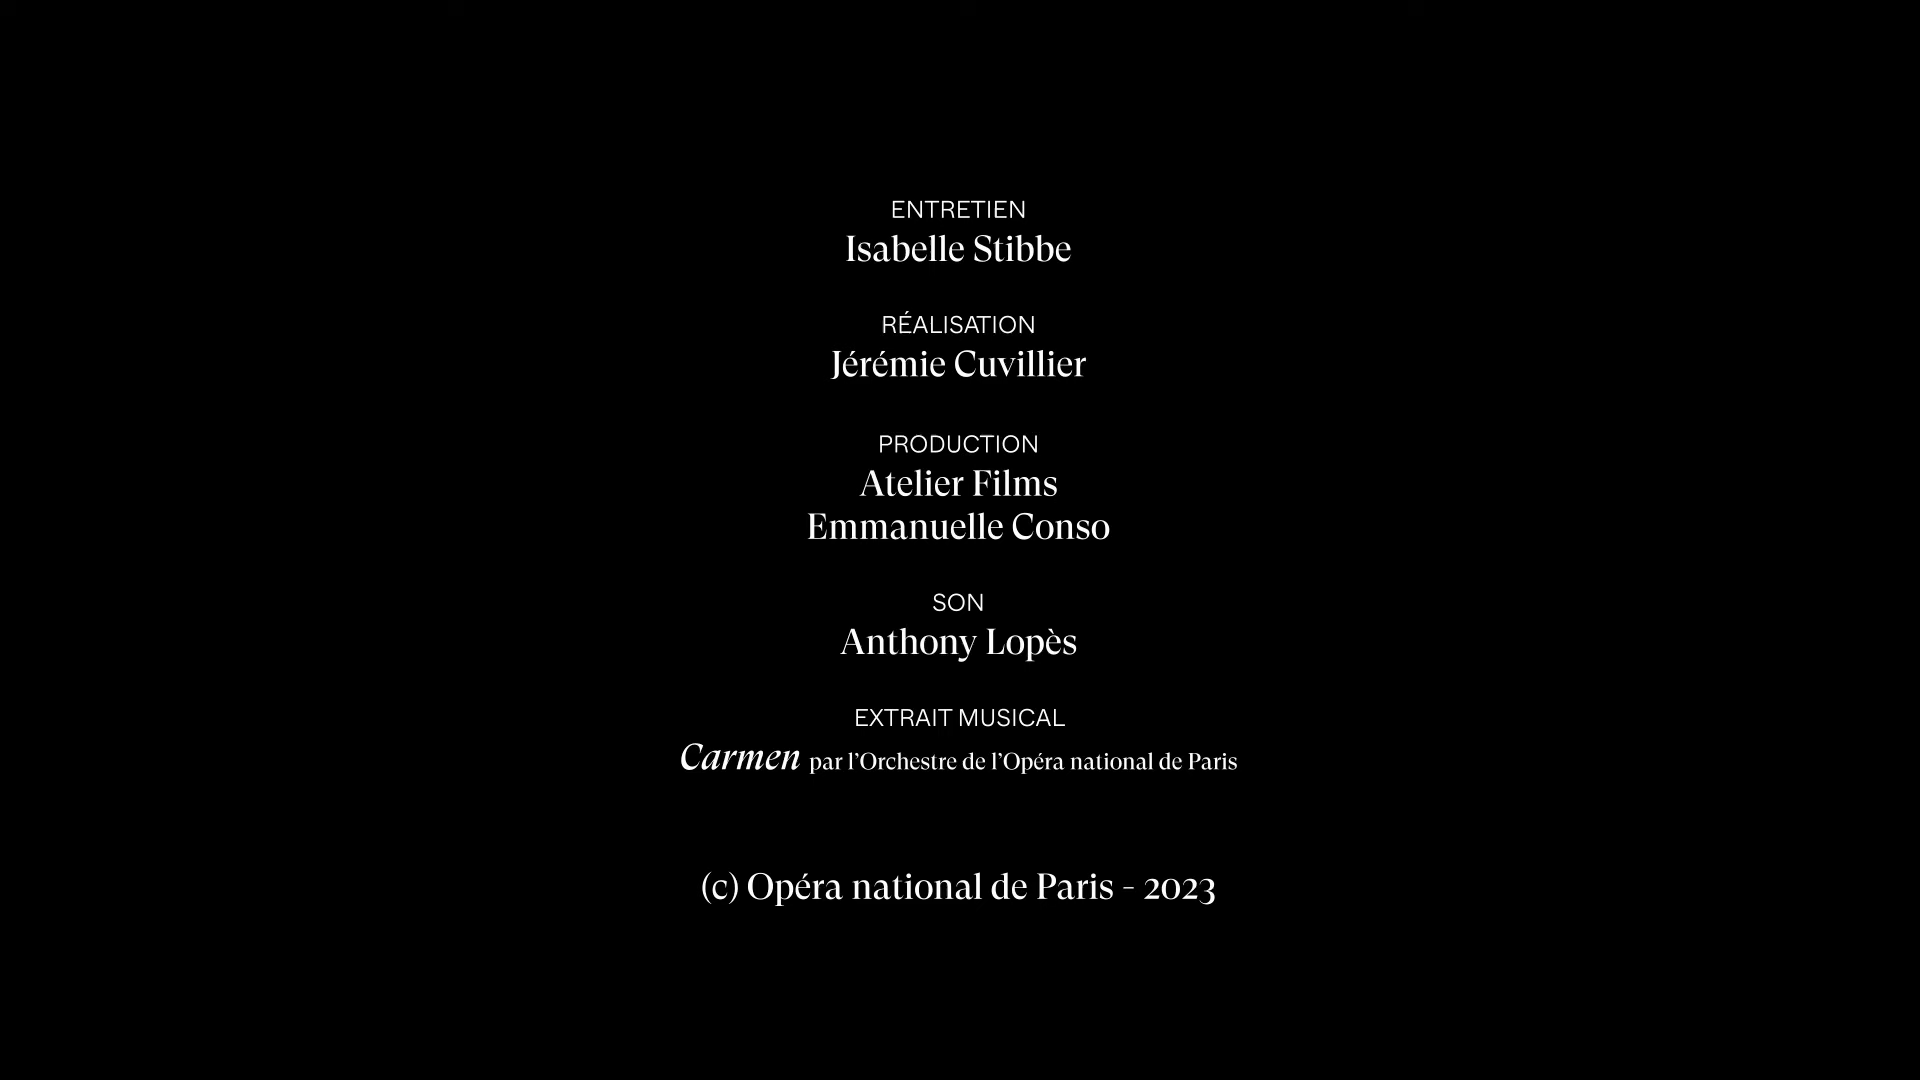 ENTRETIEN
Isabelle Stibbe
RÉALISATION
Jérémie Cuvillier
PRODUCTION
Atelier Films
Emmanuelle Conso
SON
Anthony Lopès
EXTRAIT MUSICAL
Carmen par l’Orchestre de l’Opéra national de Paris
(c) Opéra national de Paris - 2023